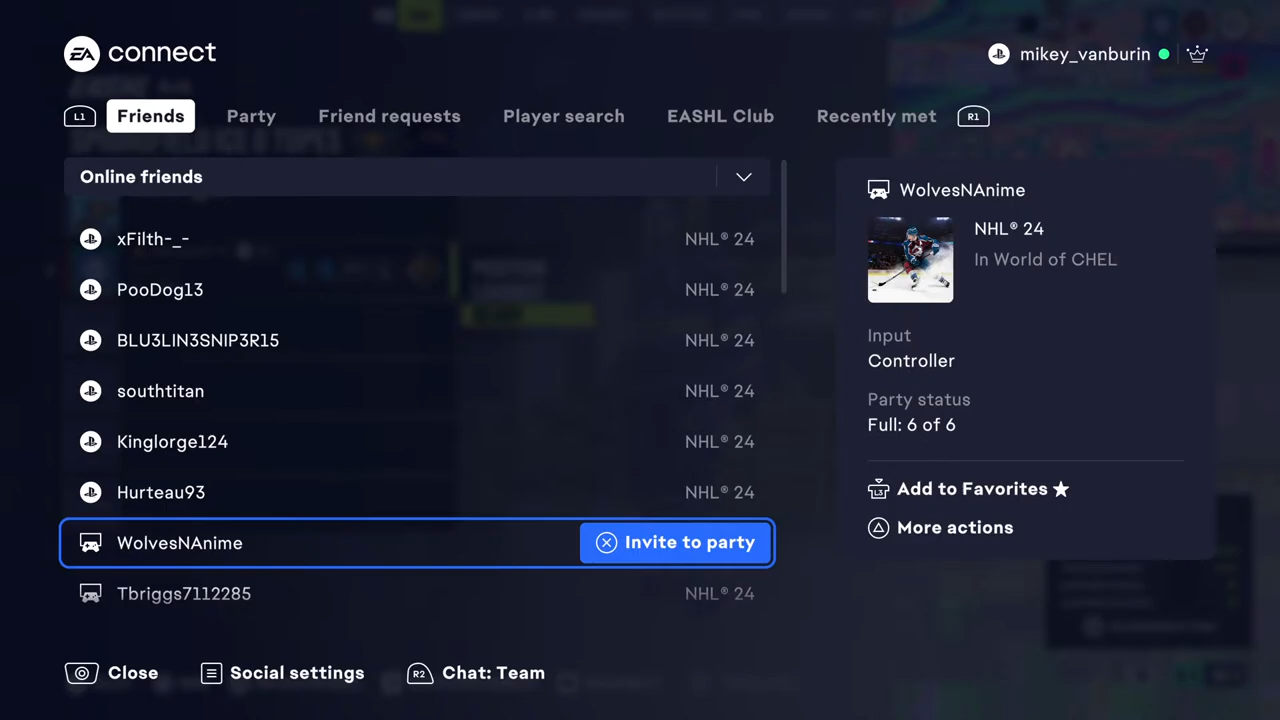 EA connect
mikey_vanburin
L1 Friends Party Friend requests Player search EASHL Club Recently met R1
Online friends
xFilth-_- NHL® 24
PooDog13 NHL® 24
BLU3LIN3SNIP3R15 NHL® 24
southtitan NHL® 24
Kinglorge124 NHL® 24
Hurteau93 NHL® 24
WolvesNAnime Invite to party
Tbriggs7112285 NHL® 24
WolvesNAnime
NHL® 24
In World of CHEL
Input
Controller
Party status
Full: 6 of 6
L3 Add to Favorites
More actions
Close Social settings R2 Chat: Team